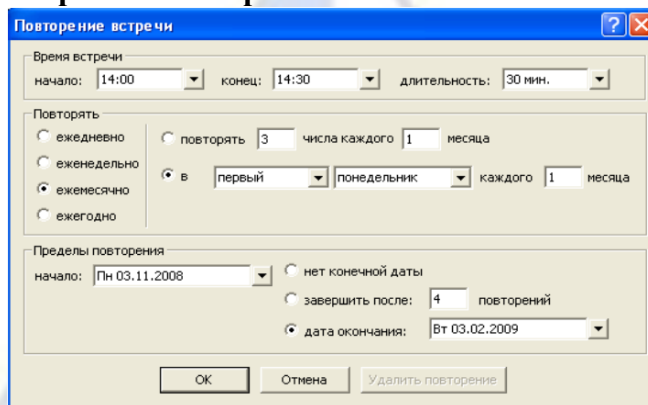 Повторение встречи
Время встречи
начало: 14:00 конец: 14:30 длительность: 30 мин.
Повторять
ежедневно
повторять 3 числа каждого 1 месяца
еженедельно
в первый понедельник каждого 1 месяца
ежемесячно
ежегодно
Пределы повторения
начало: Пн 03.11.2008
нет конечной даты
завершить после: 4 повторений
дата окончания: Вт 03.02.2009
ОК Отмена Удалить повторение